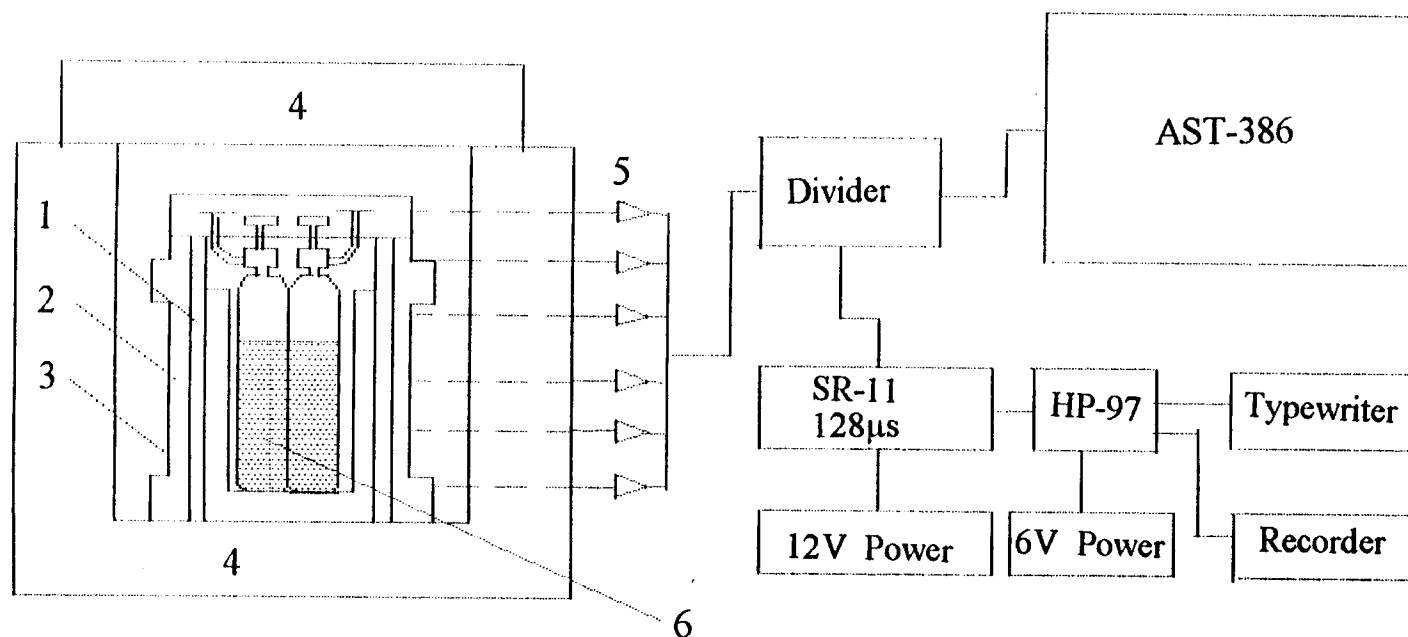 4
AST-386
5
Divider
1
2
3
SR-11
128μs
HP-97
Typewriter
12V Power
6V Power
Recorder
4
6